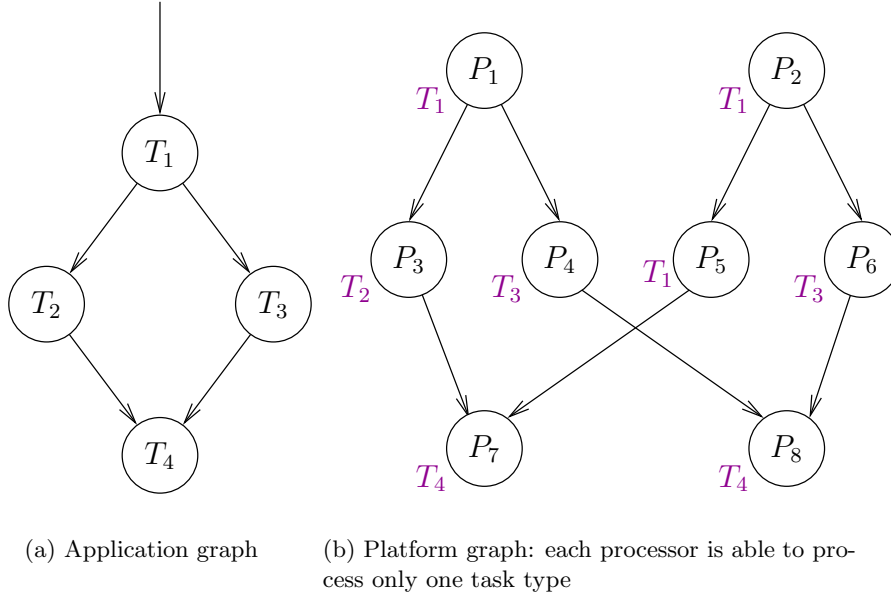 P₁
P₂
T₁
T₁
T₁
P₃
P₄
P₅
P₆
T₂
T₃
T₂
T₃
T₁
T₃
T₄
P₇
P₈
T₄
T₄
(a) Application graph
(b) Platform graph: each processor is able to pro-
cess only one task type